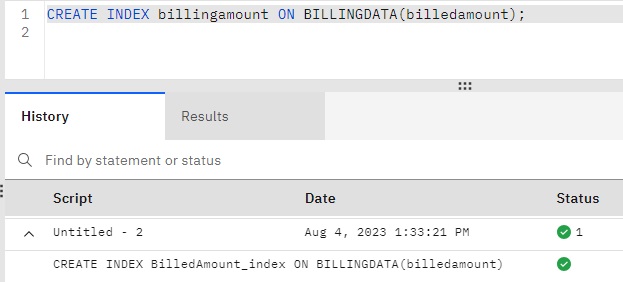 1 CREATE INDEX billingamount ON BILLINGDATA(billedamount);
2
History Results
Find by statement or status
Script Date Status
Untitled - 2 Aug 4, 2023 1:33:21 PM 1
CREATE INDEX BilledAmount_index ON BILLINGDATA(billedamount)